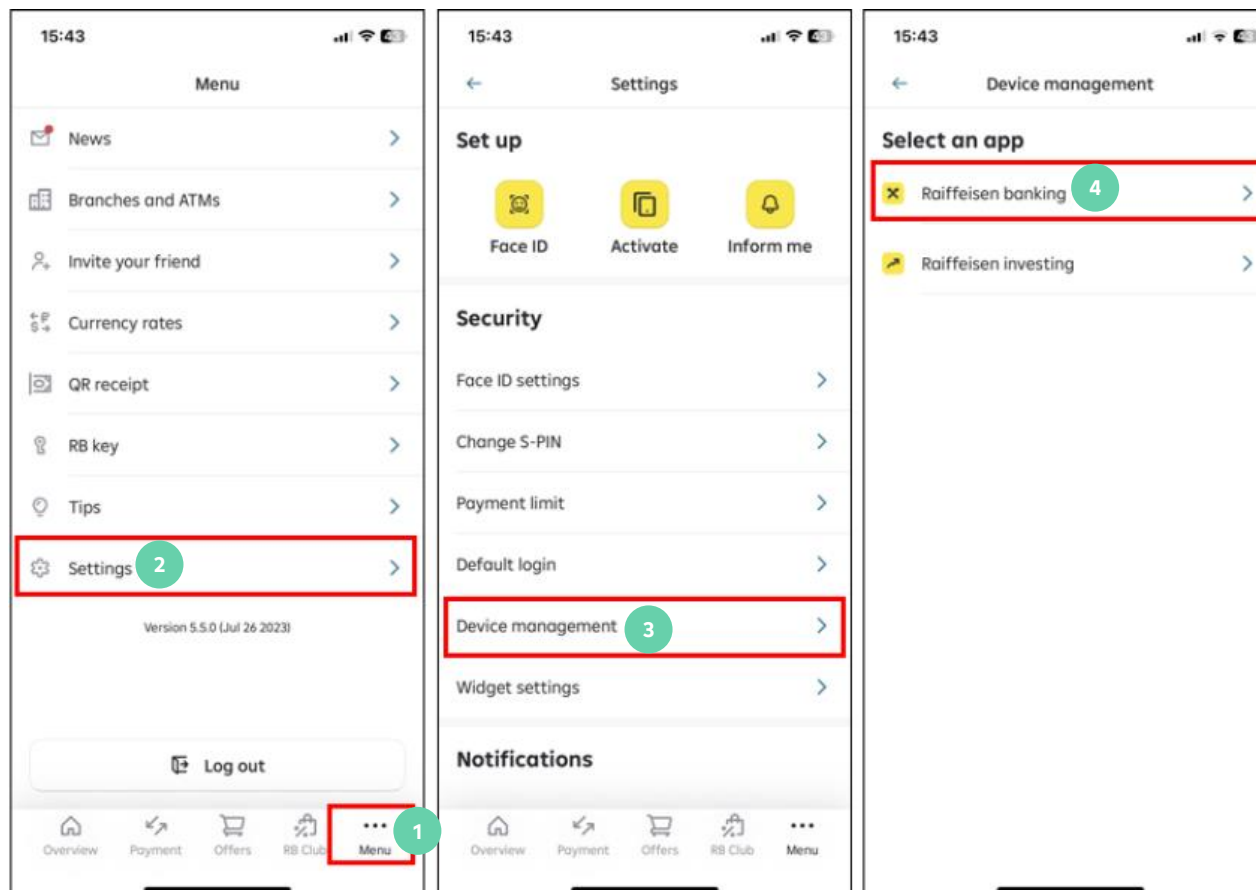 15:43
Menu
News
Branches and ATMs
Invite your friend
Currency rates
QR receipt
RB key
Tips
Settings 2
Version 5.5.0 (Jul 26 2023)
Log out
Overview Payment Offers RB Club Menu 1
15:43
Settings
Set up
Face ID Activate Inform me
Security
Face ID settings
Change S-PIN
Payment limit
Default login
Device management 3
Widget settings
Notifications
Overview Payment Offers RB Club Menu
15:43
Device management
Select an app
Raiffeisen banking 4
Raiffeisen investing